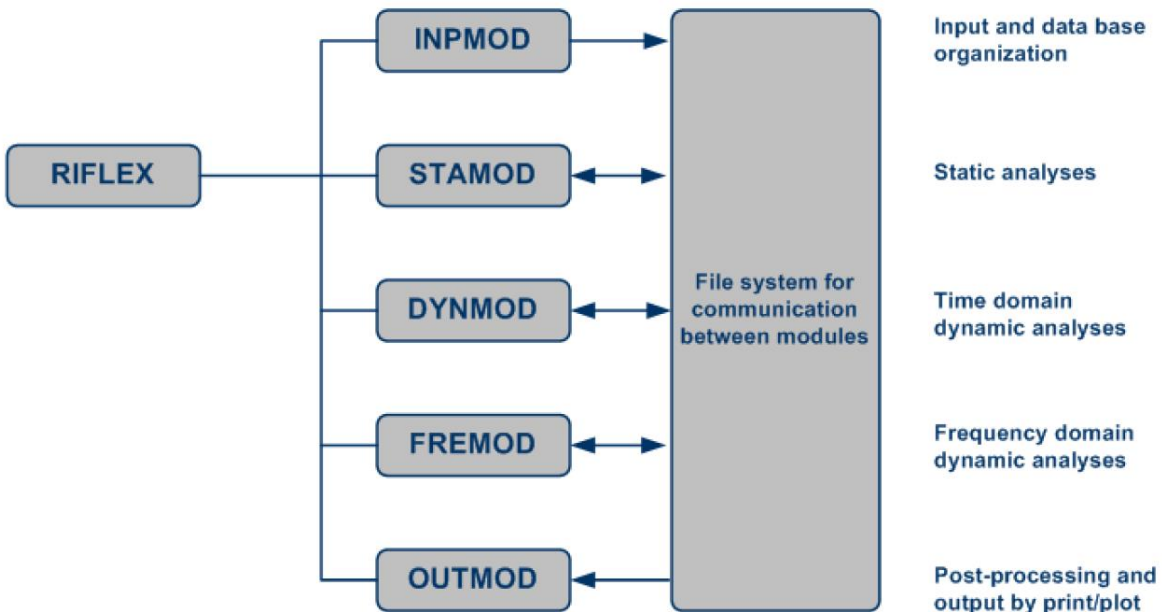 INPMOD
Input and data base
organization
RIFLEX
STAMOD
Static analyses
DYNMOD
File system for
communication
between modules
Time domain
dynamic analyses
FREMOD
Frequency domain
dynamic analyses
OUTMOD
Post-processing and
output by print/plot